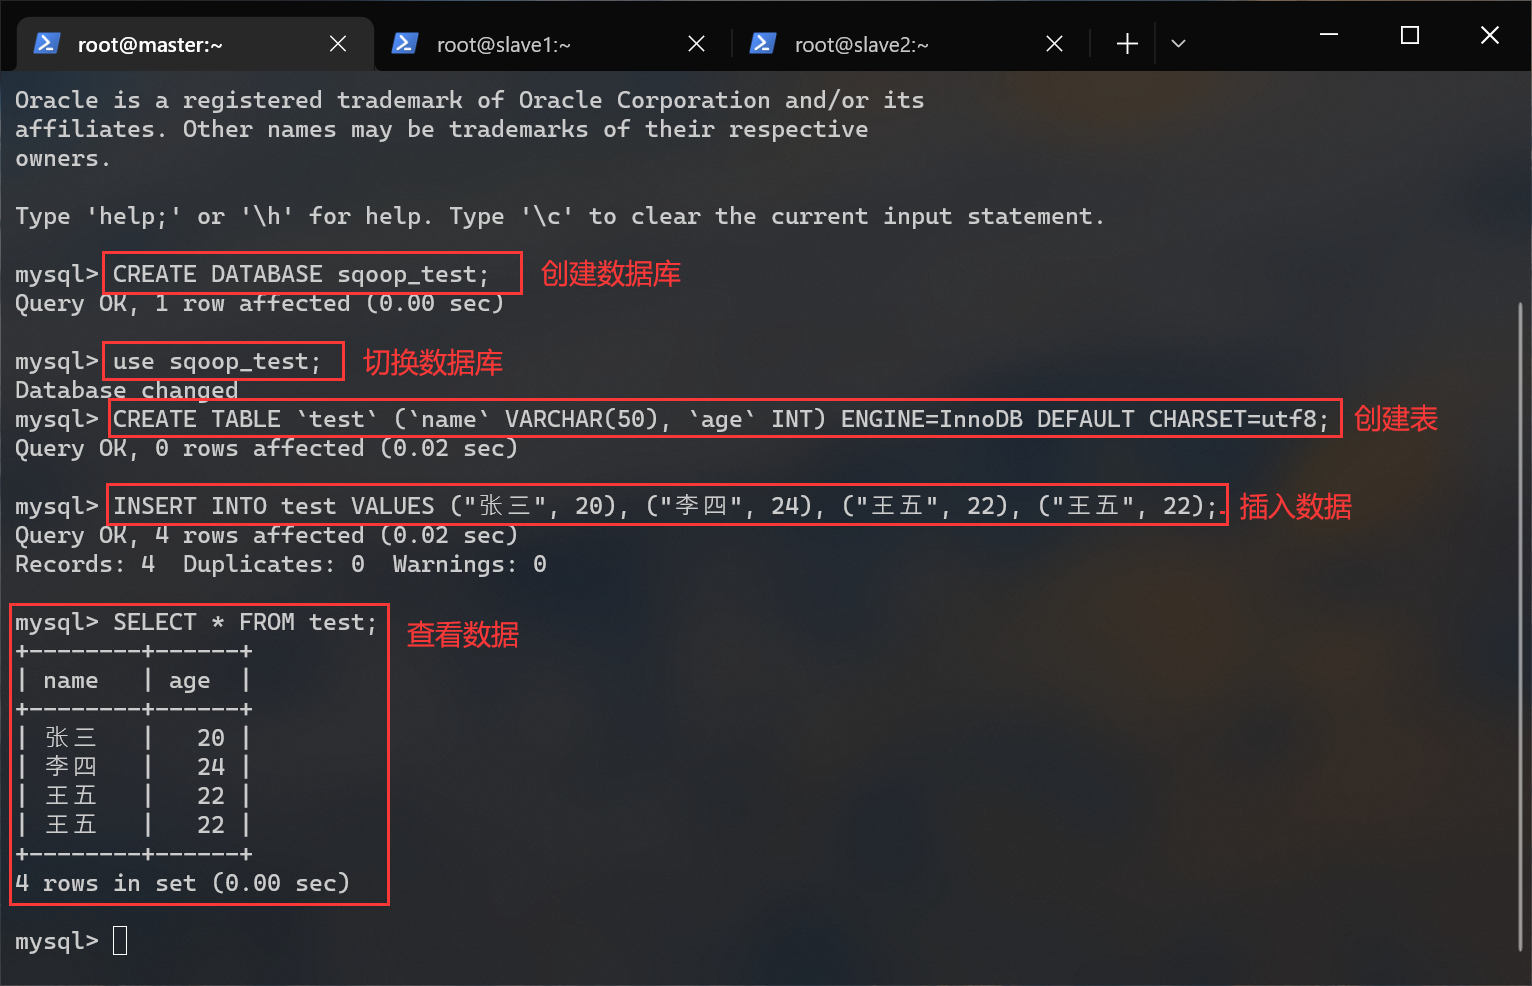 root@master:~ root@slave1:~ root@slave2:~
Oracle is a registered trademark of Oracle Corporation and/or its
affiliates. Other names may be trademarks of their respective
owners.
Type 'help;' or '\h' for help. Type '\c' to clear the current input statement.
mysql> CREATE DATABASE sqoop_test; 创建数据库
Query OK, 1 row affected (0.00 sec)
mysql> use sqoop_test; 切换数据库
Database changed
mysql> CREATE TABLE `test` (`name` VARCHAR(50), `age` INT) ENGINE=InnoDB DEFAULT CHARSET=utf8; 创建表
Query OK, 0 rows affected (0.02 sec)
mysql> INSERT INTO test VALUES ("张三", 20), ("李四", 24), ("王五", 22), ("王五", 22); 插入数据
Query OK, 4 rows affected (0.02 sec)
Records: 4  Duplicates: 0  Warnings: 0
mysql> SELECT * FROM test; 查看数据
+--------+------+
| name   | age  |
+--------+------+
| 张三   |   20 |
| 李四   |   24 |
| 王五   |   22 |
| 王五   |   22 |
+--------+------+
4 rows in set (0.00 sec)
mysql>